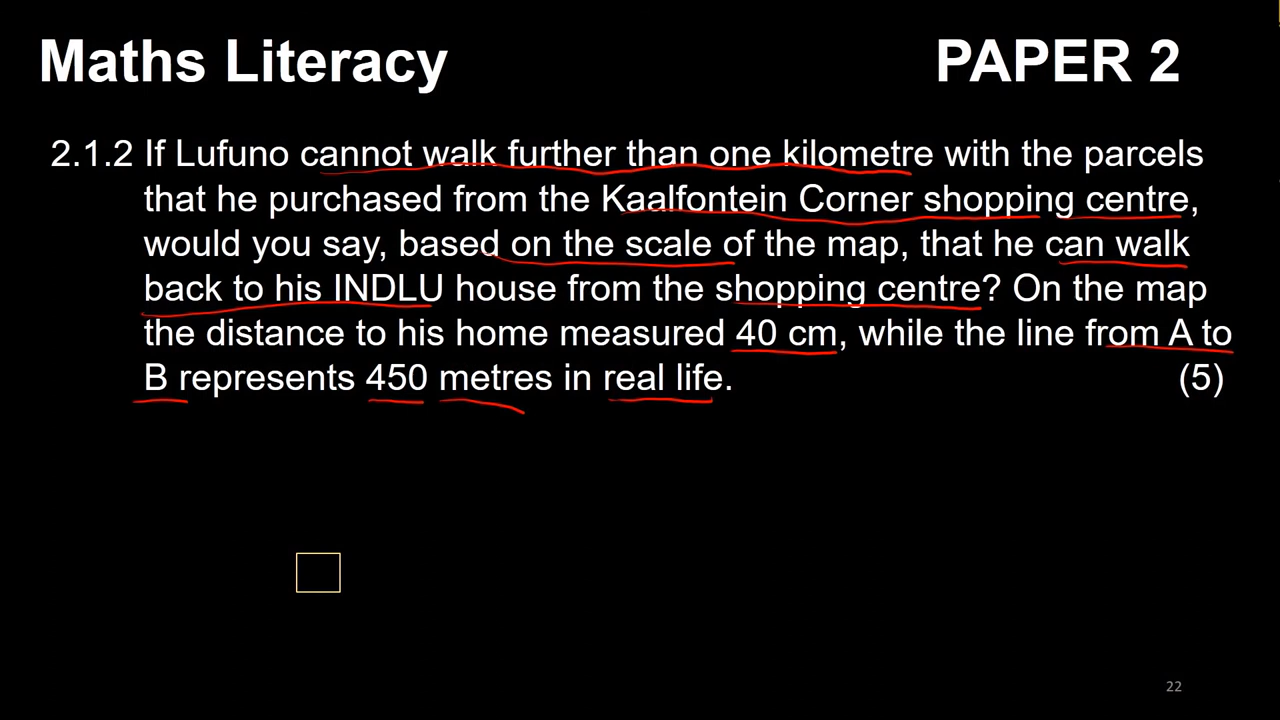 Maths Literacy PAPER 2
2.1.2 If Lufuno cannot walk further than one kilometre with the parcels
that he purchased from the Kaalfontein Corner shopping centre,
would you say, based on the scale of the map, that he can walk
back to his INDLU house from the shopping centre? On the map
the distance to his home measured 40 cm, while the line from A to
B represents 450 metres in real life. (5)
22